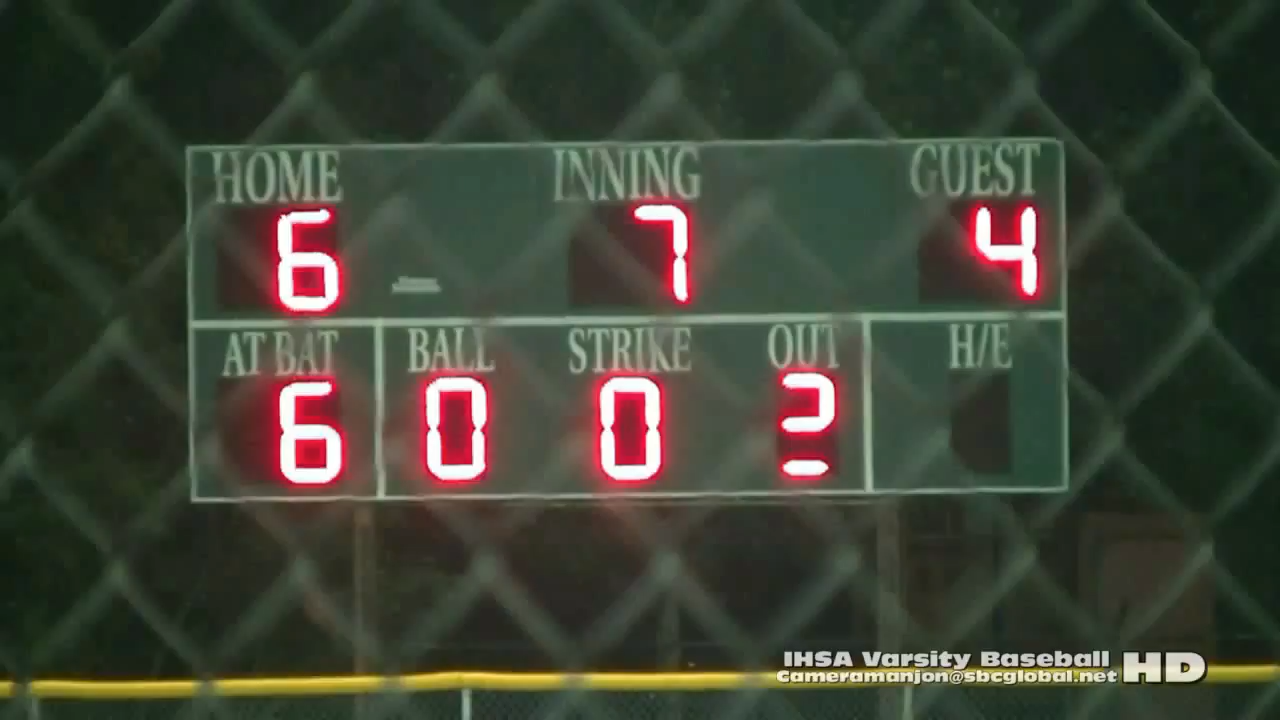 HOME INNING GUEST
6 7 4
AT BAT BALL STRIKE OUT H/E
6 0 0
IHSA Varsity Baseball HD
Cameramanjon@sbcglobal.net